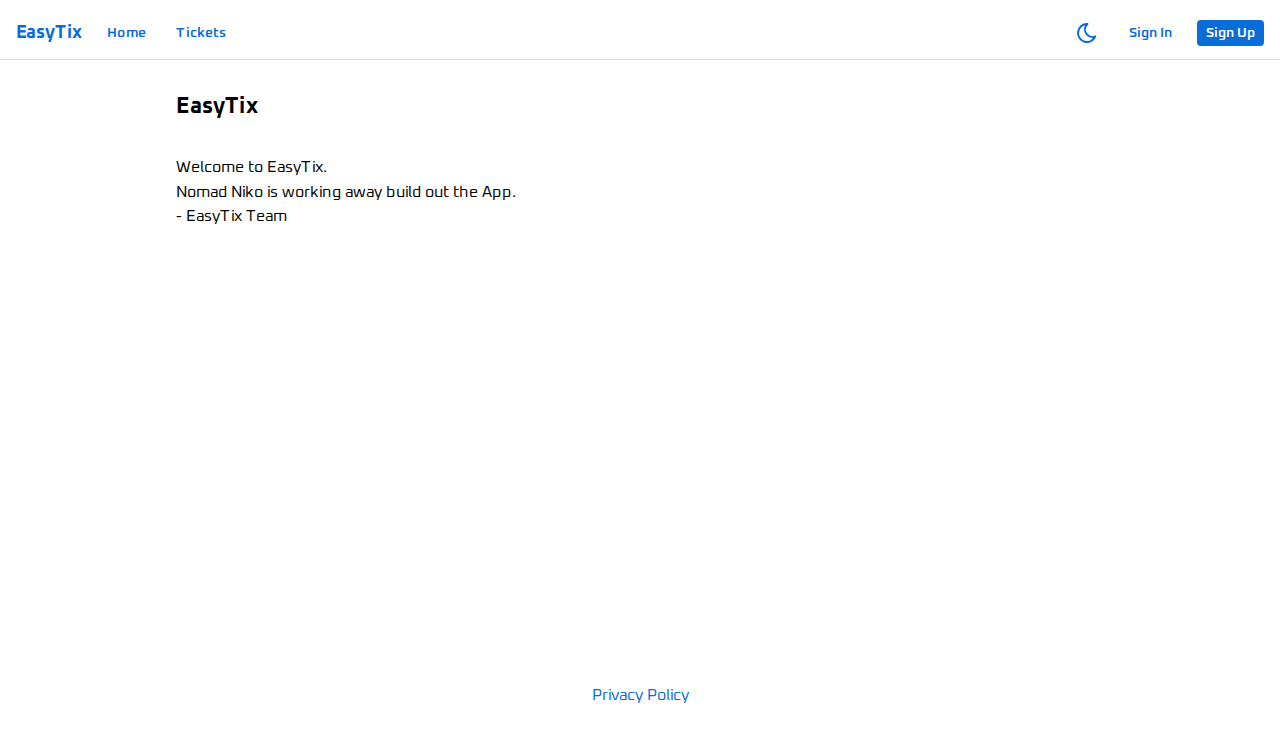 EasyTix Home Tickets Sign In Sign Up
EasyTix
Welcome to EasyTix.
Nomad Niko is working away build out the App.
- EasyTix Team
Privacy Policy